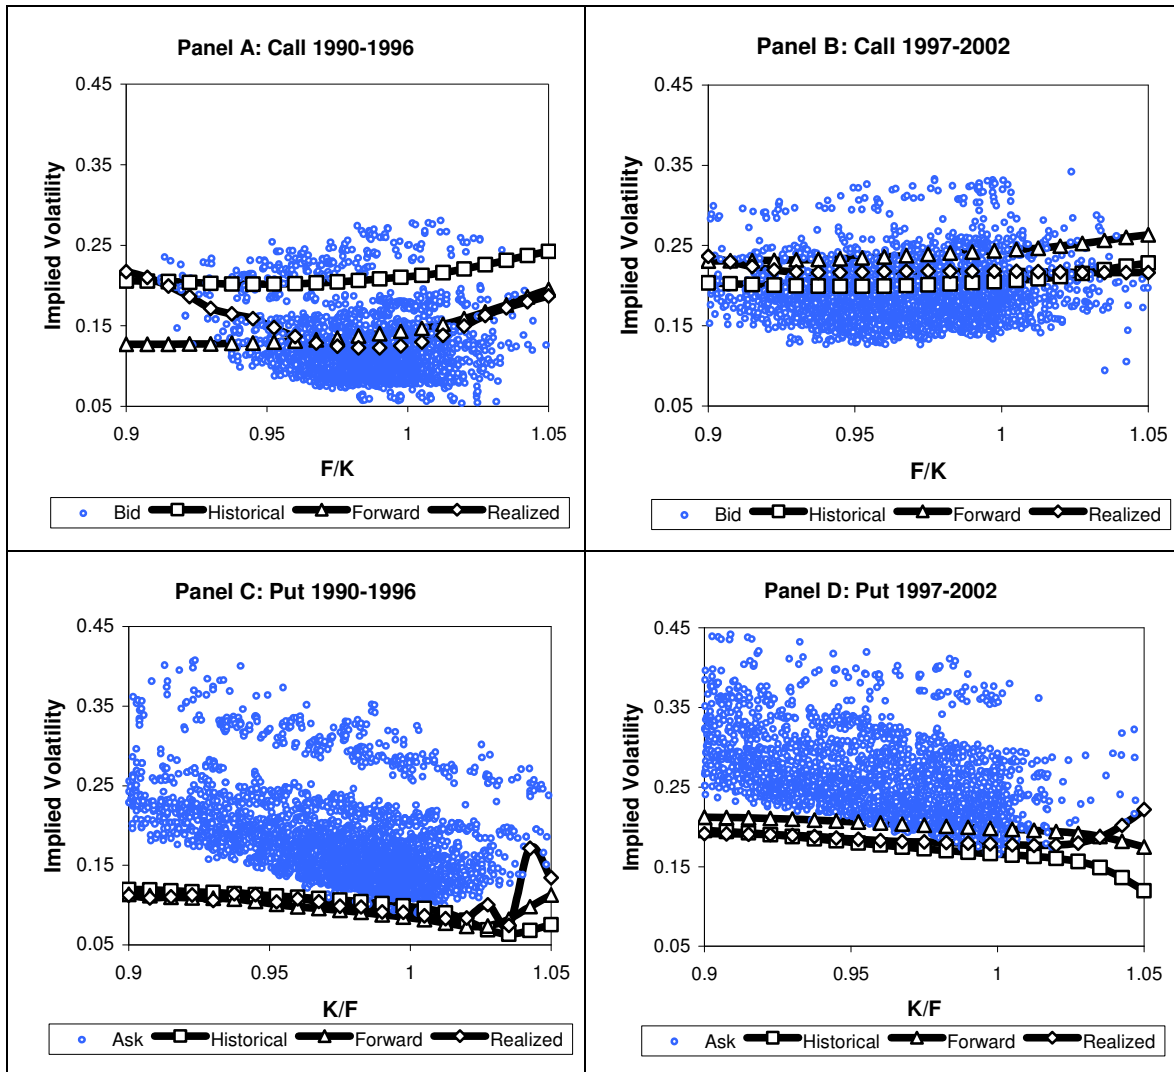 Panel A: Call 1990-1996
0.45
0.35
0.25
0.15
0.05
0.9
0.95
1
1.05
Implied Volatility
F/K
Bid Historical Forward Realized
Panel B: Call 1997-2002
0.45
0.35
0.25
0.15
0.05
0.9
0.95
1
1.05
Implied Volatility
F/K
Bid Historical Forward Realized
Panel C: Put 1990-1996
0.45
0.35
0.25
0.15
0.05
0.9
0.95
1
1.05
Implied Volatility
K/F
Ask Historical Forward Realized
Panel D: Put 1997-2002
0.45
0.35
0.25
0.15
0.05
0.9
0.95
1
1.05
Implied Volatility
K/F
Ask Historical Forward Realized